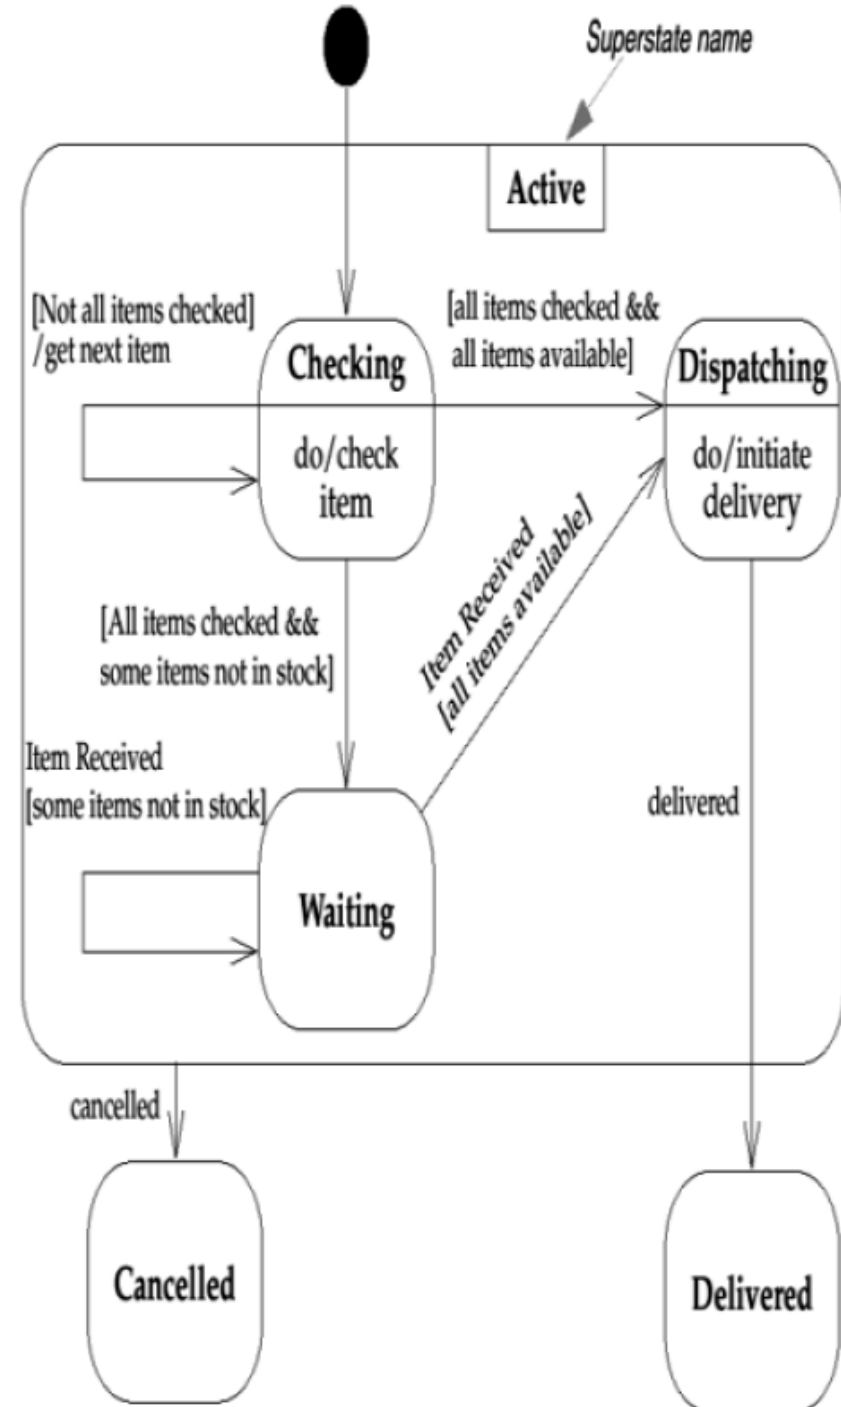 Superstate name
Active
[Not all items checked]
/get next item
[all items checked &&
all items available]
Checking
do/check
item
Dispatching
do/initiate
delivery
Item Received
[all items available]
[All items checked &&
some items not in stock]
Item Received
[some items not in stock]
Waiting
delivered
cancelled
Cancelled
Delivered